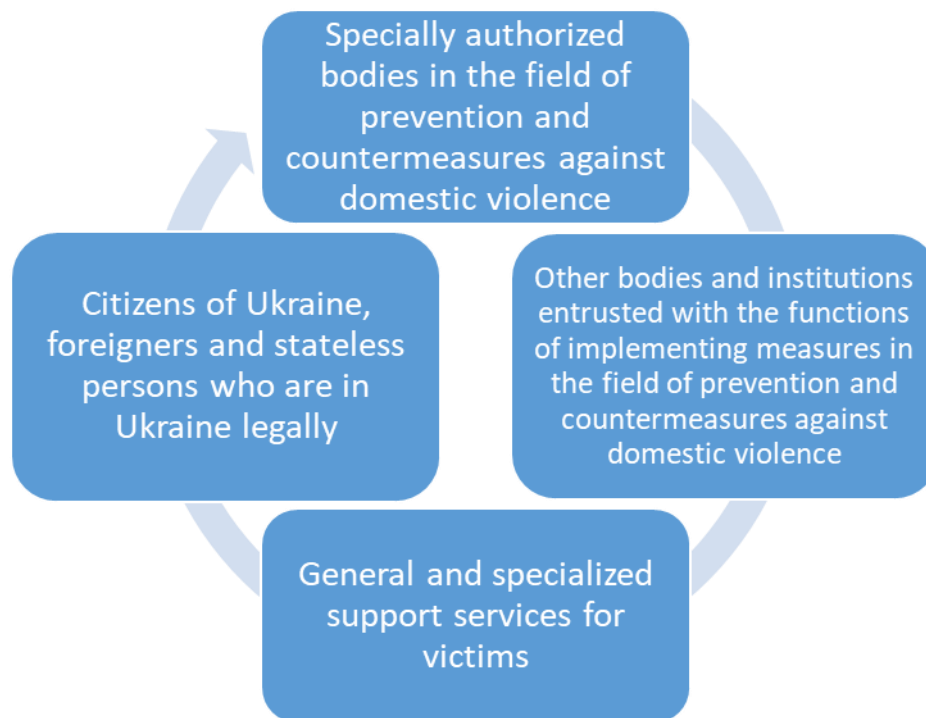 Specially authorized
bodies in the field of
prevention and
countermeasures against
domestic violence
Other bodies and institutions
entrusted with the functions
of implementing measures in
the field of prevention and
countermeasures against
domestic violence
General and specialized
support services for
victims
Citizens of Ukraine,
foreigners and stateless
persons who are in
Ukraine legally